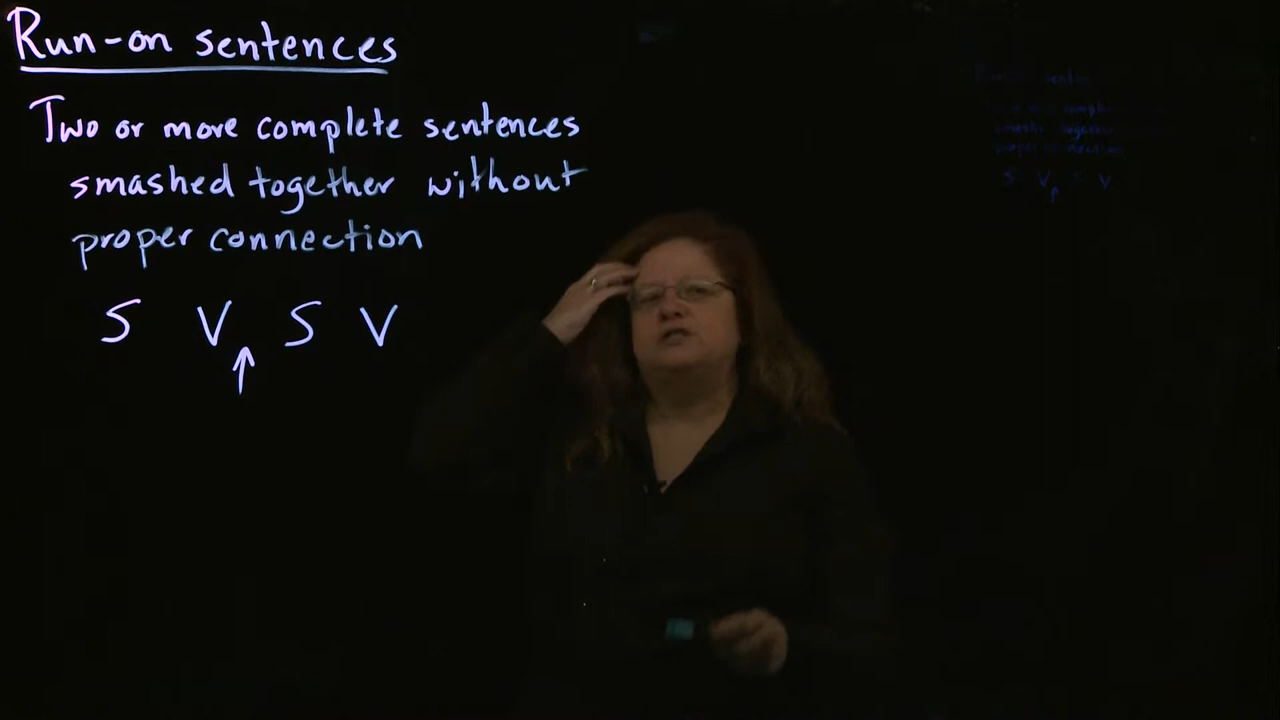 Run-on sentences
Two or more complete sentences
smashed together without
proper connection
S V S V